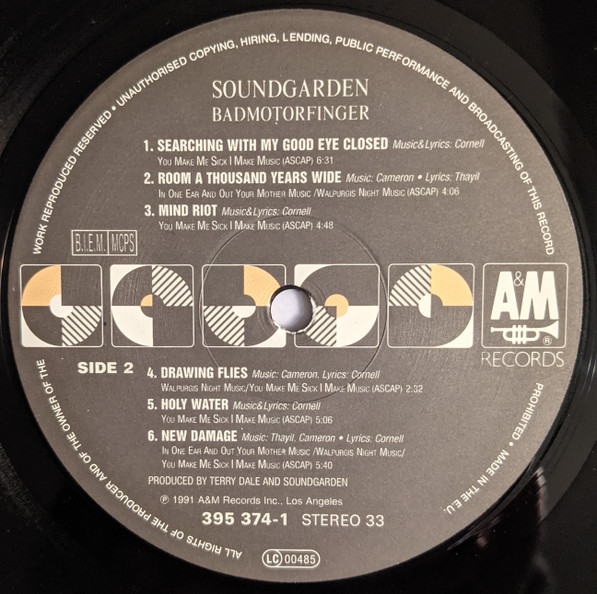 WORK REPRODUCED RESERVED • UNAUTHORISED COPYING, HIRING, LENDING, PUBLIC PERFORMANCE AND BROADCASTING OF THIS RECORD
SOUNDGARDEN
BADMOTORFINGER
1. SEARCHING WITH MY GOOD EYE CLOSED Music&Lyrics: Cornell
YOU MAKE ME SICK I MAKE MUSIC (ASCAP) 6:31
2. ROOM A THOUSAND YEARS WIDE Music: Cameron • Lyrics: Thayil
IN ONE EAR AND OUT YOUR MOTHER MUSIC /WALPURGIS NIGHT MUSIC (ASCAP) 4:06
3. MIND RIOT Music&Lyrics: Cornell
YOU MAKE ME SICK I MAKE MUSIC (ASCAP) 4:48
B.I.E.M. MCPS
A&M
®
RECORDS
SIDE 2
4. DRAWING FLIES Music: Cameron. Lyrics: Cornell
WALPURGIS NIGHT MUSIC/YOU MAKE ME SICK I MAKE MUSIC (ASCAP) 2:32
5. HOLY WATER Music&Lyrics: Cornell
YOU MAKE ME SICK I MAKE MUSIC (ASCAP) 5:06
6. NEW DAMAGE Music: Thayil. Cameron • Lyrics: Cornell
IN ONE EAR AND OUT YOUR MOTHER MUSIC /WALPURGIS NIGHT MUSIC/
YOU MAKE ME SICK I MAKE MUSIC (ASCAP) 5:40
PRODUCED BY TERRY DALE AND SOUNDGARDEN
℗ 1991 A&M Records Inc., Los Angeles
395 374-1 STEREO 33
LC 00485
PROHIBITED • MADE IN THE E.U.
ALL RIGHTS OF THE PRODUCER AND OF THE OWNER OF THE